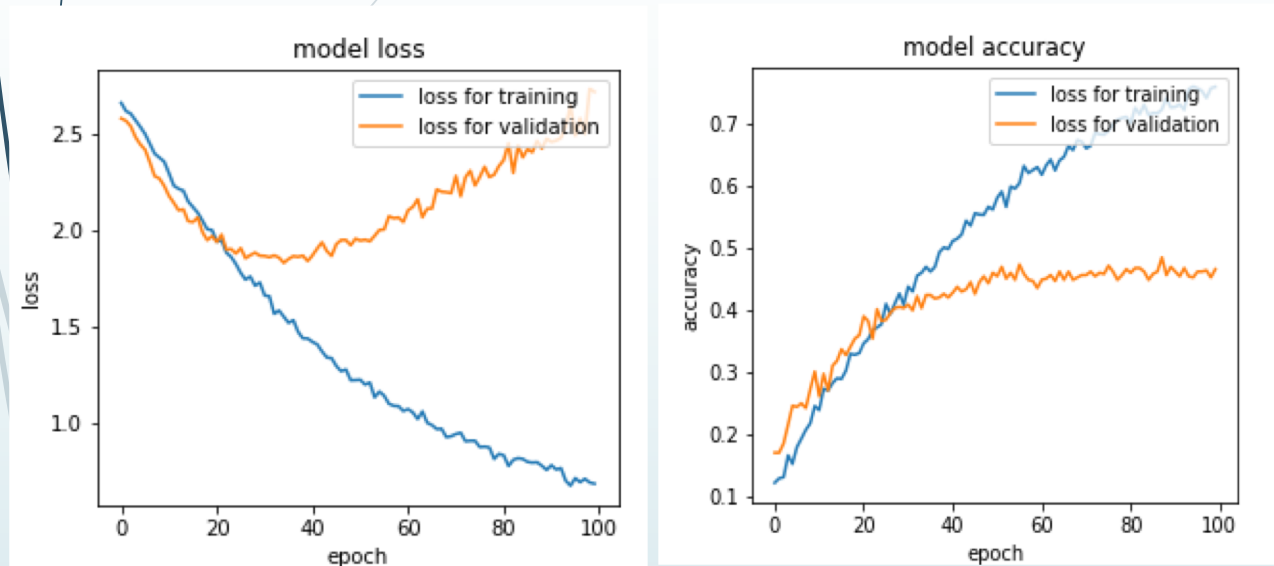 model loss
loss for training
loss for validation
2.5
2.0
1.5
1.0
loss
0 20 40 60 80 100
epoch
model accuracy
loss for training
loss for validation
0.7
0.6
0.5
0.4
0.3
0.2
0.1
accuracy
0 20 40 60 80 100
epoch